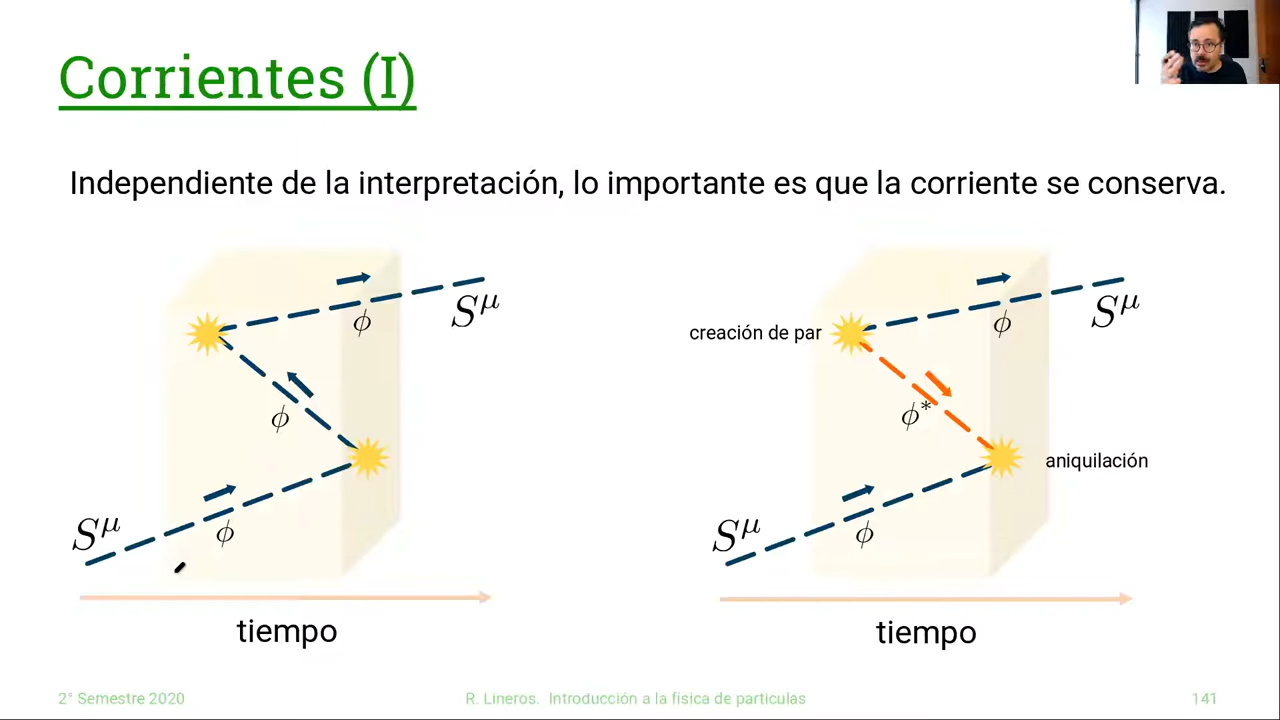 Corrientes (I)
Independiente de la interpretación, lo importante es que la corriente se conserva.
S^μ
ϕ
ϕ
ϕ
S^μ
tiempo
S^μ
ϕ
creación de par
ϕ*
aniquilación
S^μ
ϕ
tiempo
2° Semestre 2020
R. Lineros. Introducción a la física de particulas
141